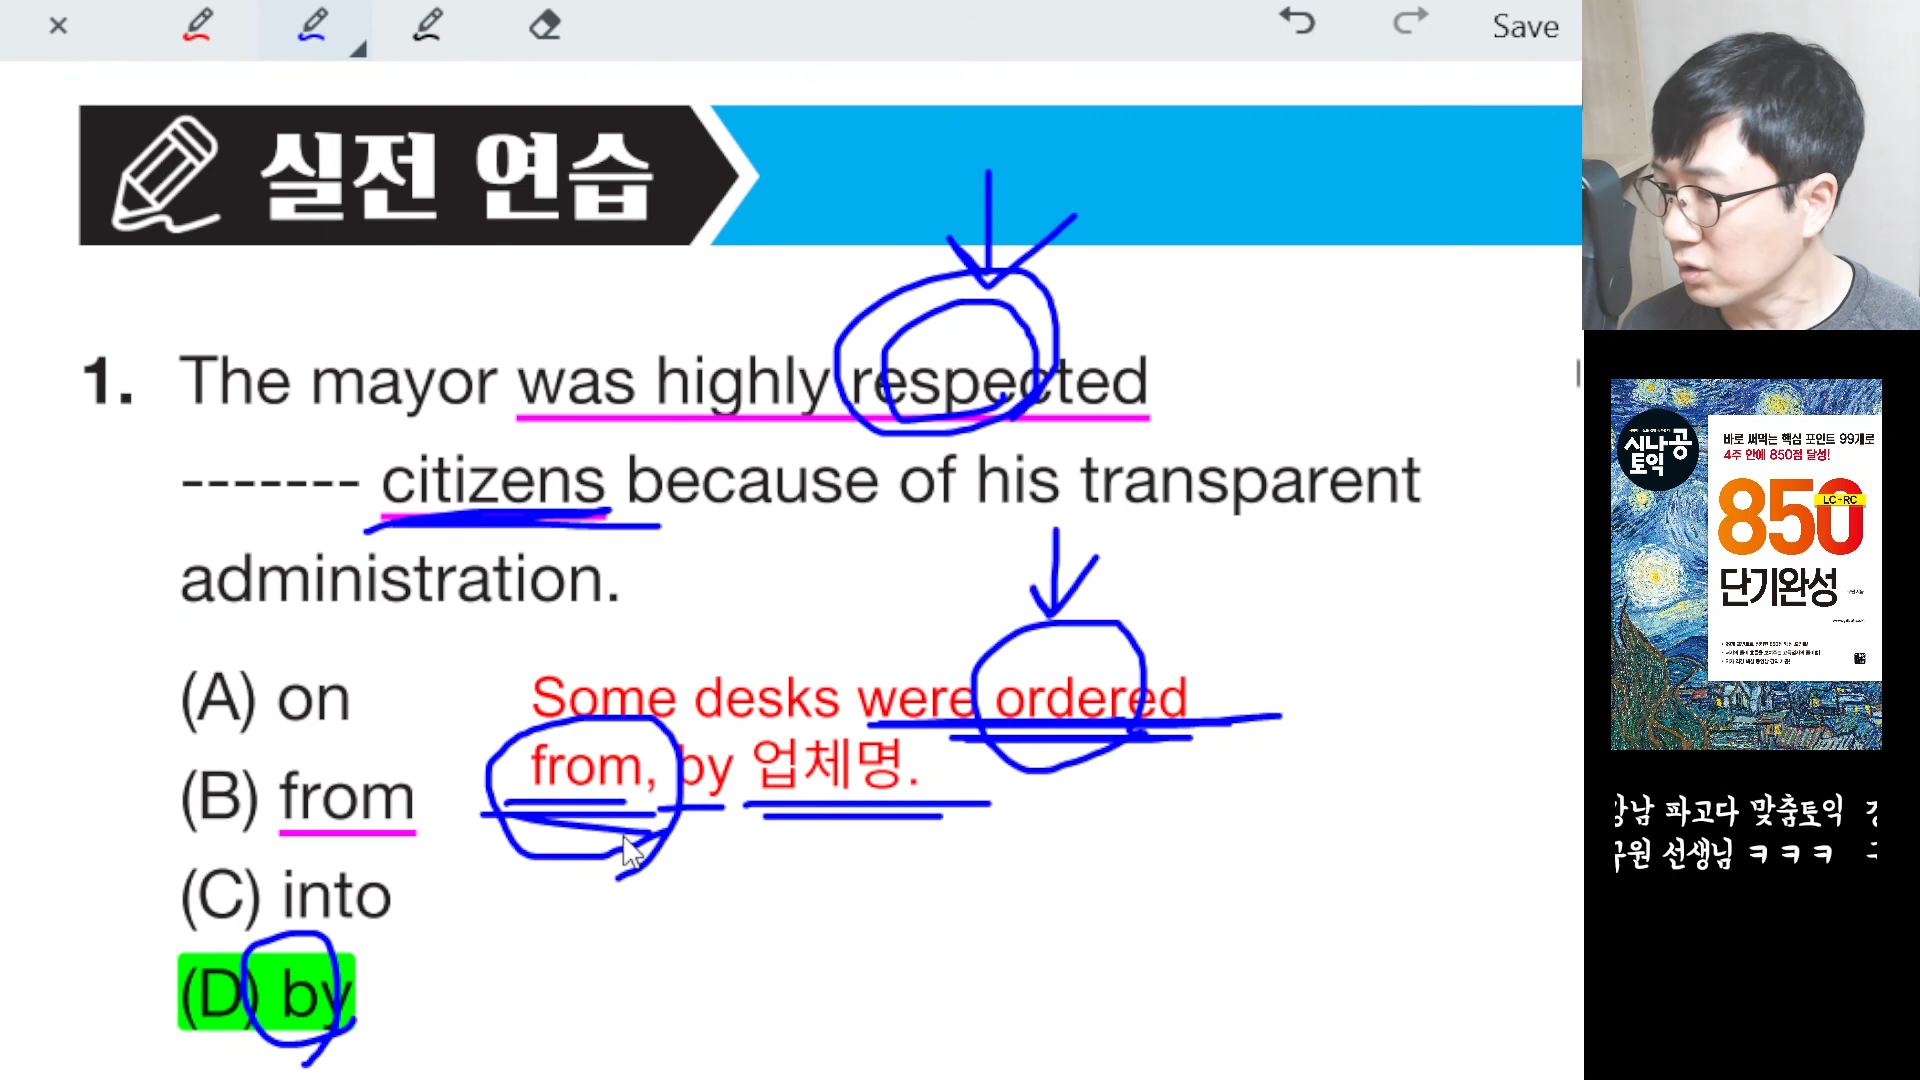 Save
실전 연습
1. The mayor was highly respected
------- citizens because of his transparent
administration.
(A) on
(B) from
(C) into
(D) by
Some desks were ordered
from, by 업체명.
시나공
토익
바로 써먹는 핵심 포인트 99개로
4주 안에 850점 달성!
LC+RC
850
단기완성
강남 파고다 맞춤토익
구원 선생님 ㅋㅋㅋ